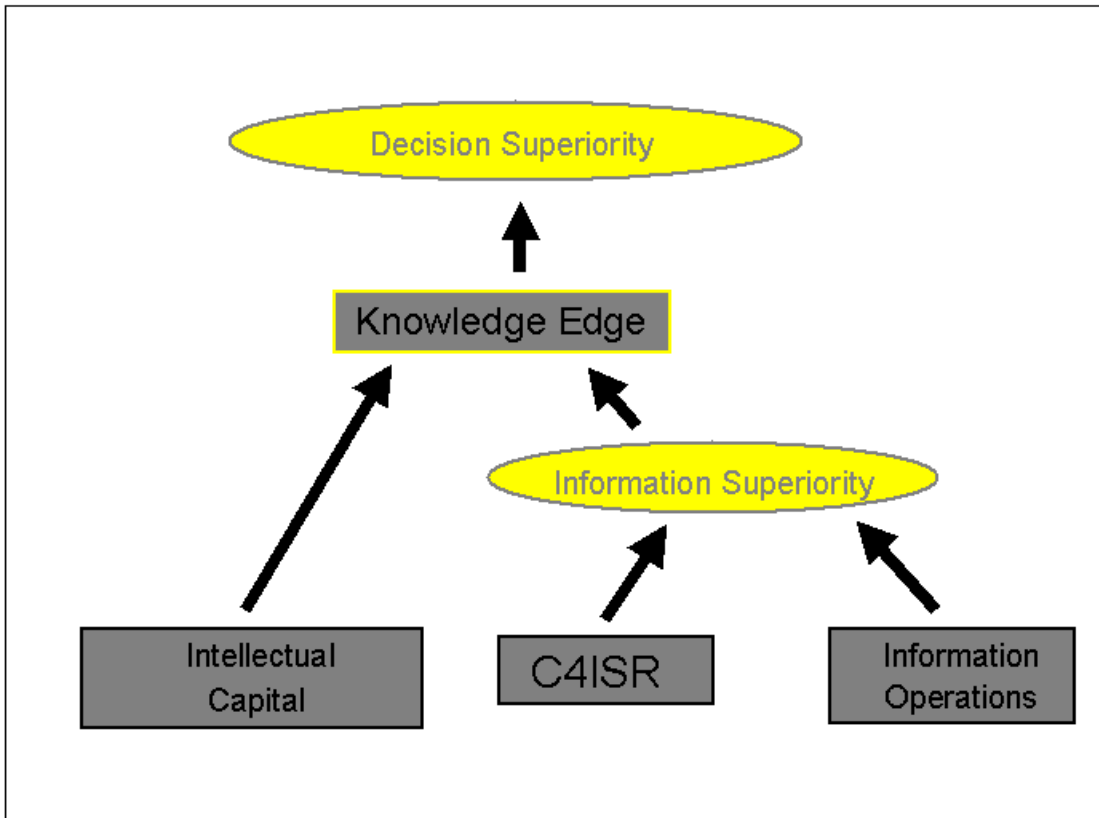 Decision Superiority
Knowledge Edge
Information Superiority
Intellectual
Capital
C4ISR
Information
Operations